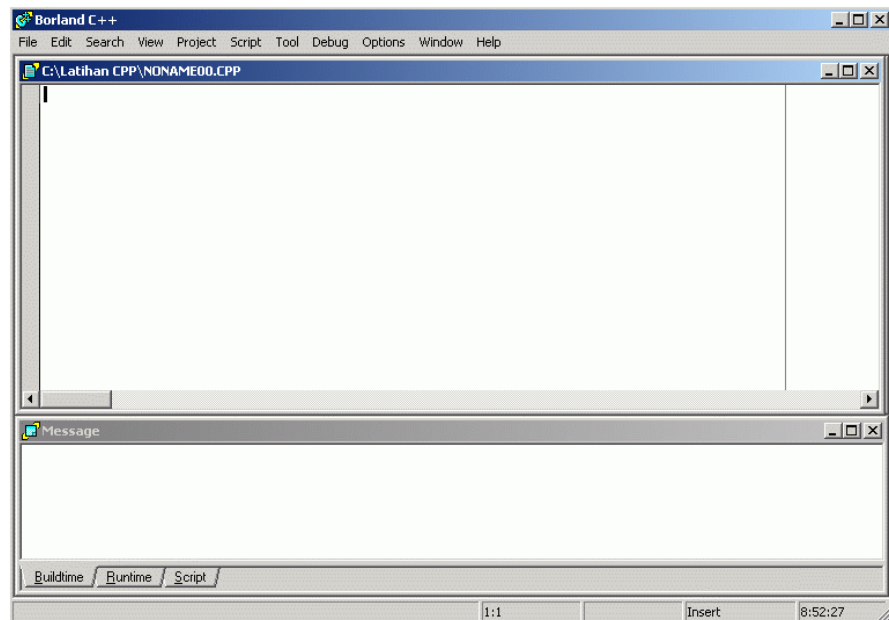 Borland C++
File Edit Search View Project Script Tool Debug Options Window Help
C:\Latihan CPP\NONAME00.CPP
Message
Buildtime Runtime Script
1:1 Insert 8:52:27